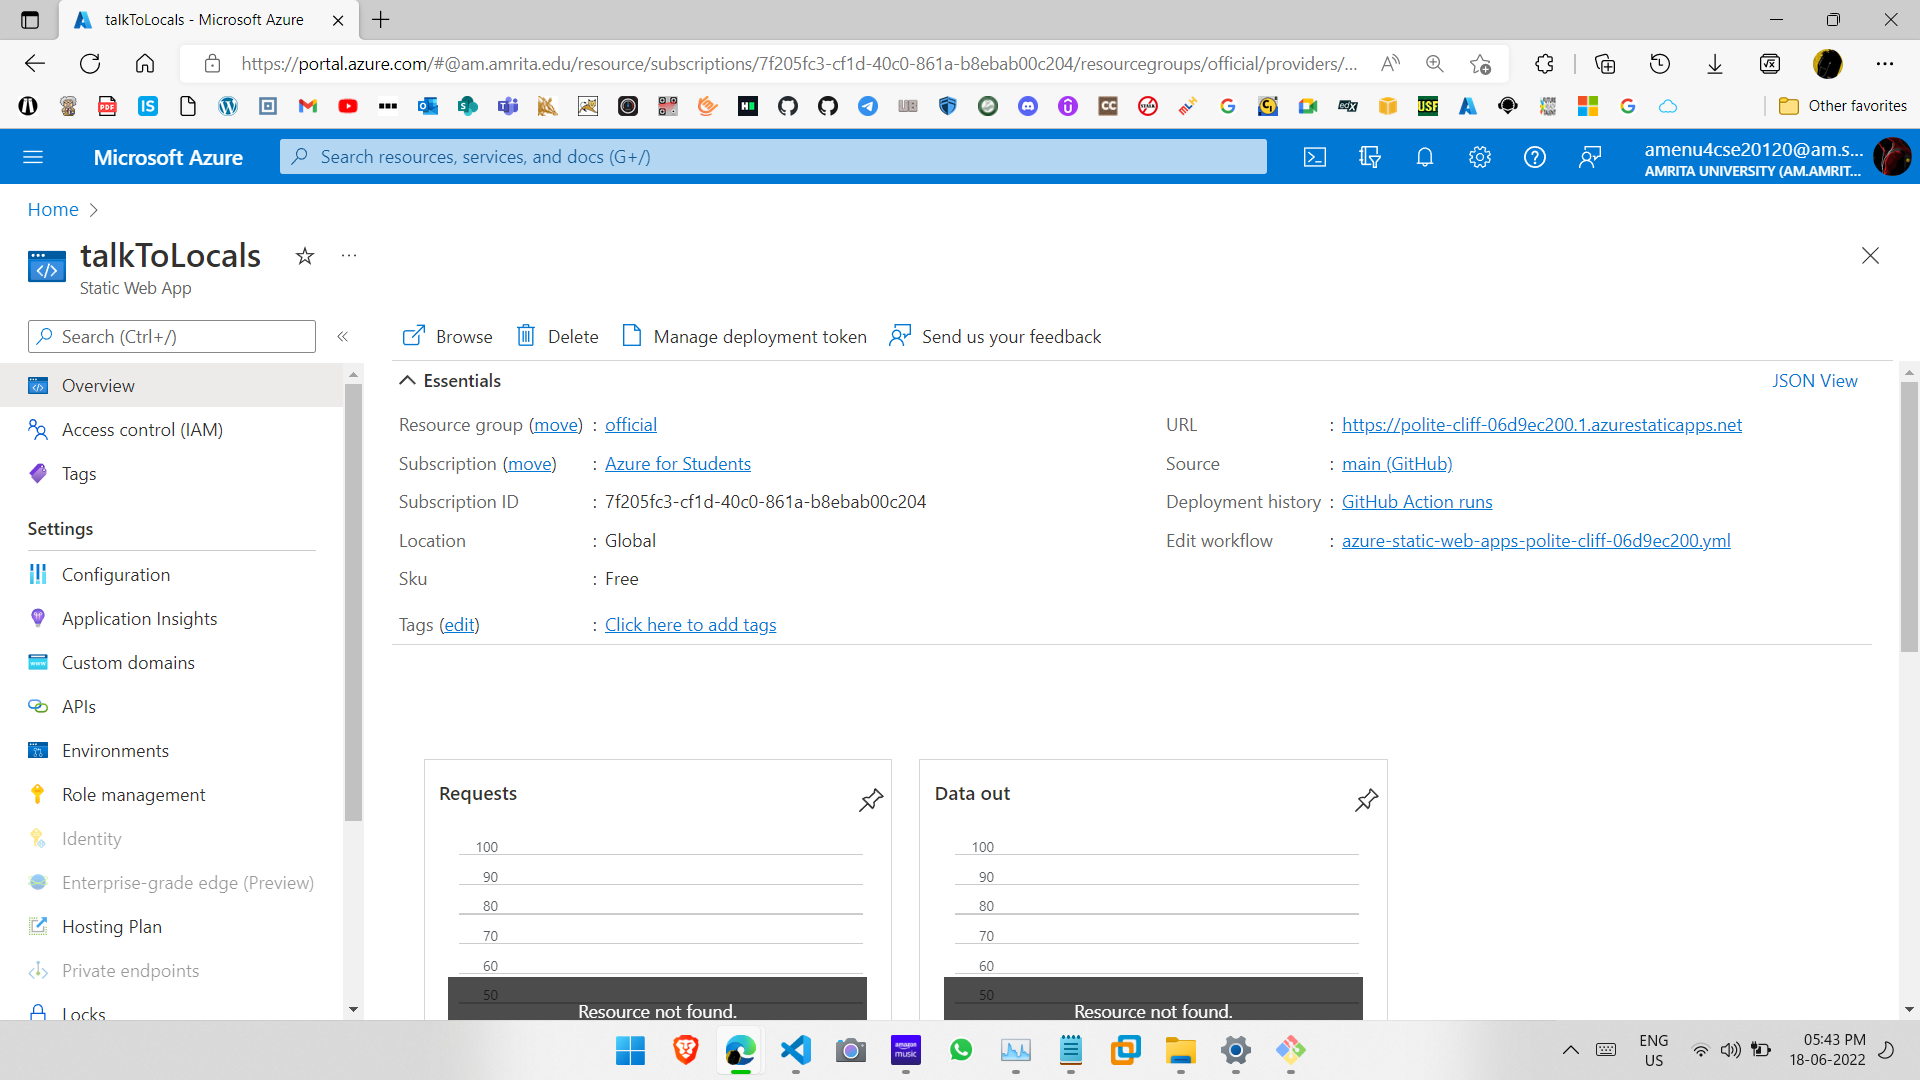 talkToLocals - Microsoft Azure
https://portal.azure.com/#@am.amrita.edu/resource/subscriptions/7f205fc3-cf1d-40c0-861a-b8ebab00c204/resourcegroups/official/providers/...
Other favorites
Microsoft Azure
Search resources, services, and docs (G+/)
amenu4cse20120@am.s...
AMRITA UNIVERSITY (AM.AMRIT...
Home
talkToLocals
Static Web App
Search (Ctrl+/)
Browse
Delete
Manage deployment token
Send us your feedback
Overview
Access control (IAM)
Tags
Settings
Configuration
Application Insights
Custom domains
APIs
Environments
Role management
Identity
Enterprise-grade edge (Preview)
Hosting Plan
Private endpoints
Locks
Essentials
JSON View
Resource group (move) : official
Subscription (move) : Azure for Students
Subscription ID : 7f205fc3-cf1d-40c0-861a-b8ebab00c204
Location : Global
Sku : Free
Tags (edit) : Click here to add tags
URL : https://polite-cliff-06d9ec200.1.azurestaticapps.net
Source : main (GitHub)
Deployment history : GitHub Action runs
Edit workflow : azure-static-web-apps-polite-cliff-06d9ec200.yml
Requests
100
90
80
70
60
50
Resource not found.
Data out
100
90
80
70
60
50
Resource not found.
ENG
US
05:43 PM
18-06-2022